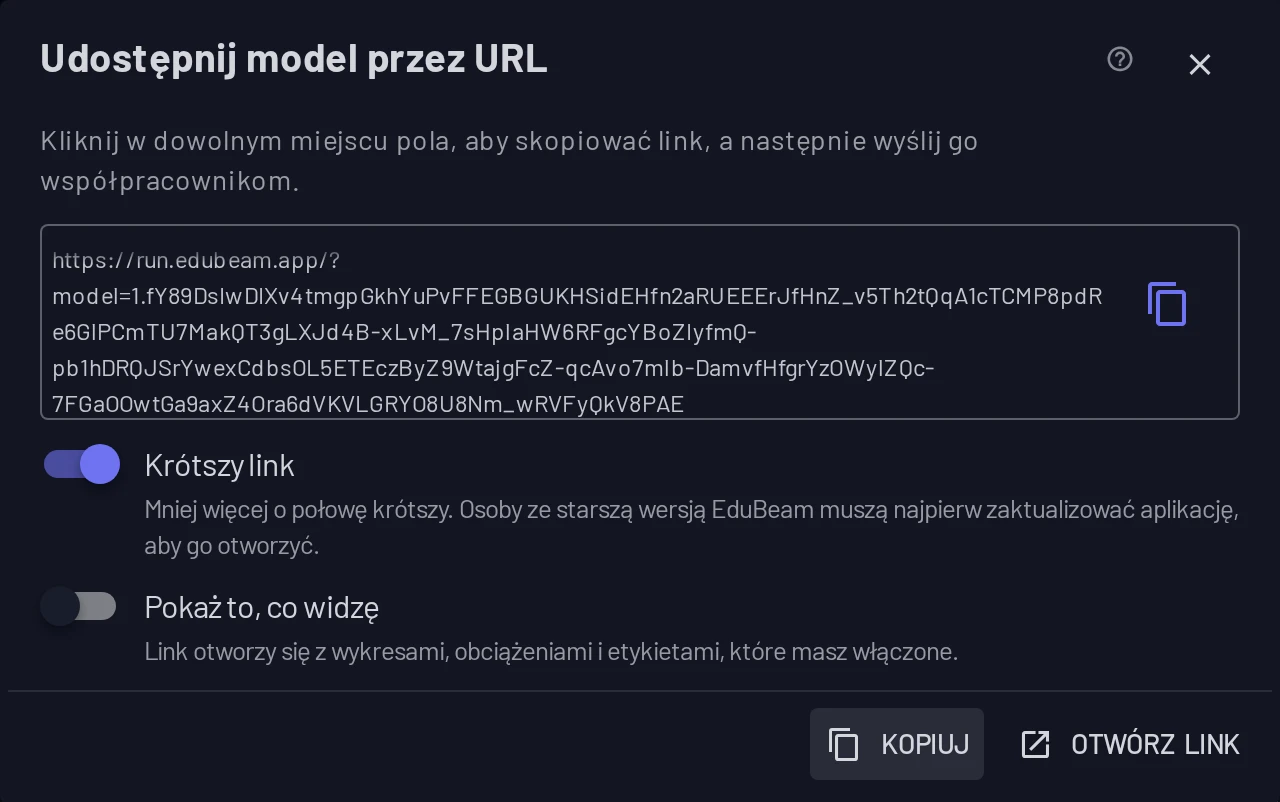 Udostępnij model przez URL
Kliknij w dowolnym miejscu pola, aby skopiować link, a następnie wyślij go
współpracownikom.
https://run.edubeam.app/?
model=1.fY89DsIwDIXv4tmgpGkhYuPvFFEGBGUKHSidEHfn2aRUEEErJfHnZ_v5Th2tQqA1cTCMP8pdR
e6GIPCmTU7MakQT3gLXJd4B-xLvM_7sHpIaHW6RFgcYBoZIyfmQ-
pb1hDRQJSrYwexCdbsOL5ETEczByZ9WtajgFcZ-qcAvo7mIb-DamvfHfgrYzOWyIZQc-
7FGaOOwtGa9axZ4Ora6dVKVLGRYO8U8Nm_wRVFyQkV8PAE
Krótszy link
Mniej więcej o połowę krótszy. Osoby ze starszą wersją EduBeam muszą najpierw zaktualizować aplikację,
aby go otworzyć.
Pokaż to, co widzę
Link otworzy się z wykresami, obciążeniami i etykietami, które masz włączone.
KOPIUJ
OTWÓRZ LINK